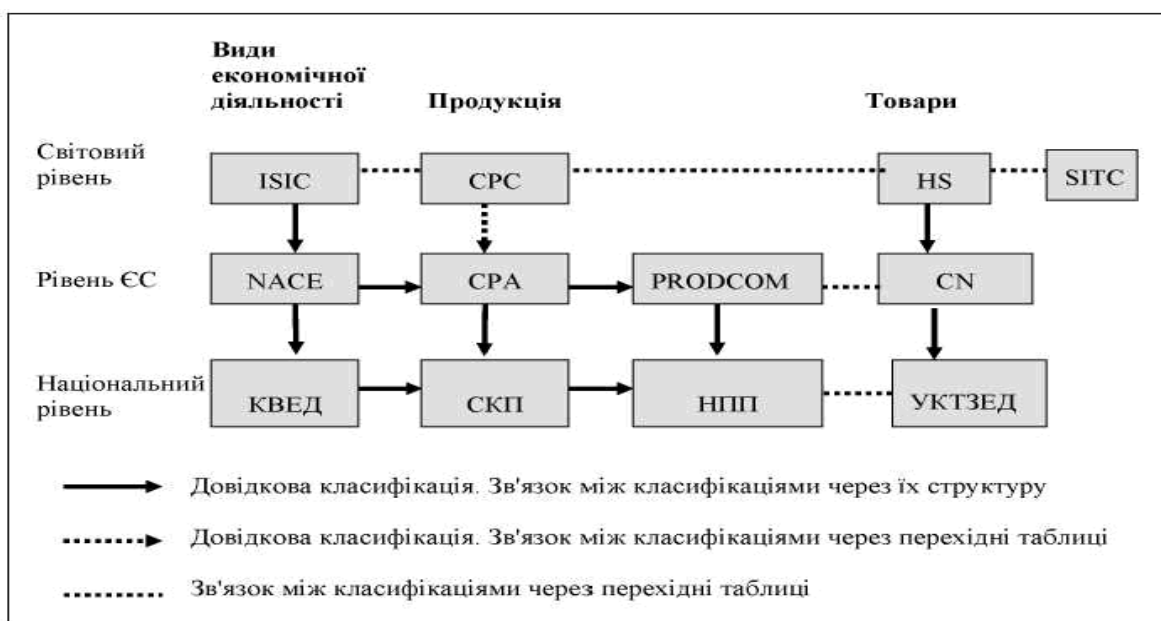 Види
економічної
діяльності
Продукція
Товари
Світовий
рівень
ISIC
CPC
HS
SITC
Рівень ЄС
NACE
CPA
PRODCOM
CN
Національний
рівень
КВЕД
СКП
НПП
УКТЗЕД
Довідкова класифікація. Зв'язок між класифікаціями через їх структуру
Довідкова класифікація. Зв'язок між класифікаціями через перехідні таблиці
Зв'язок між класифікаціями через перехідні таблиці